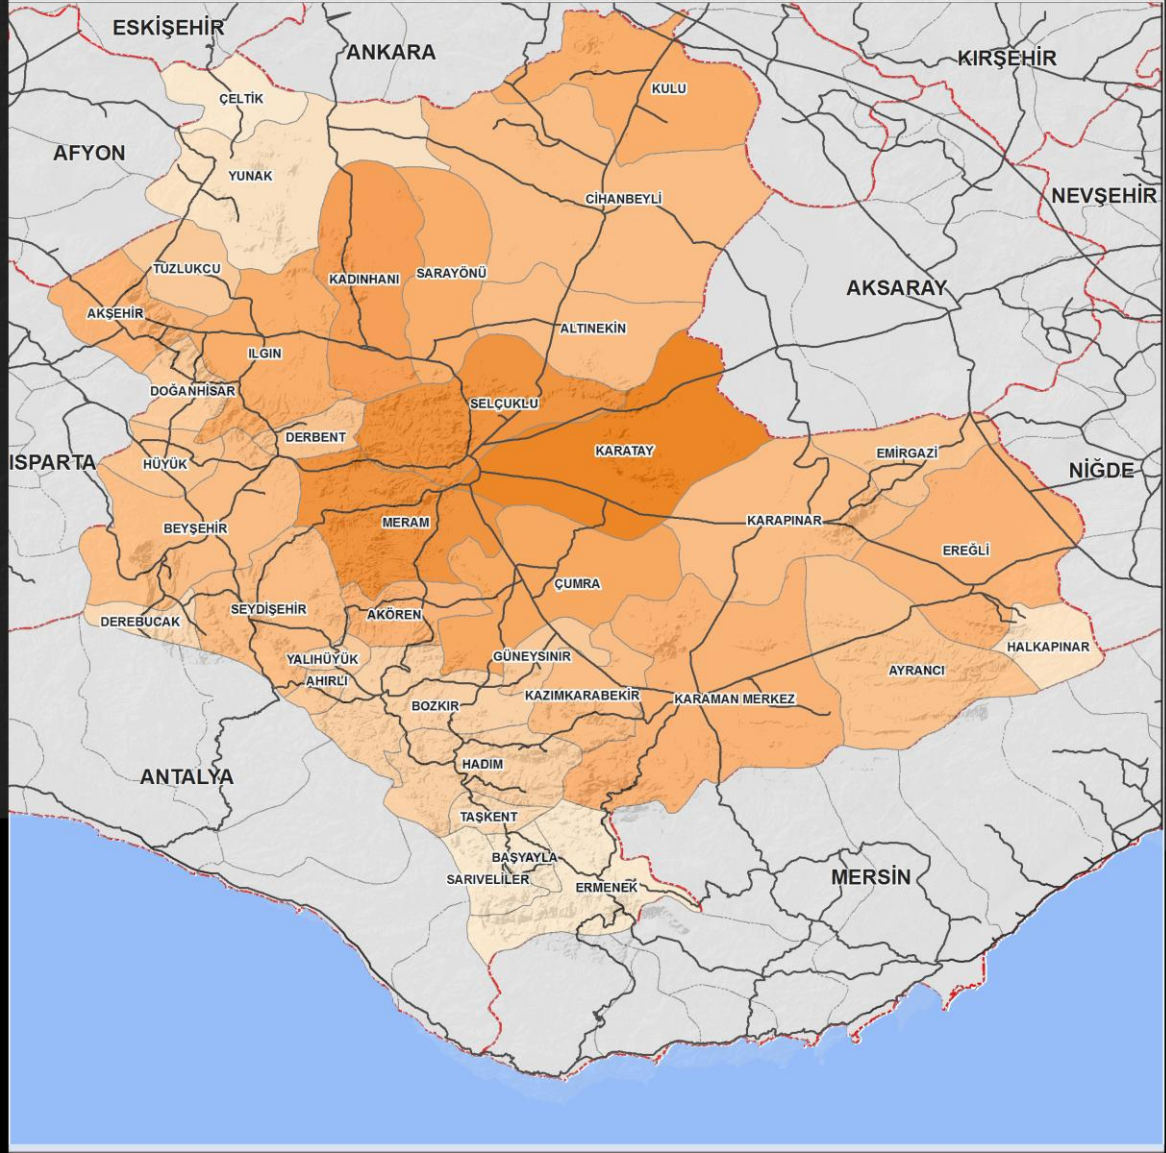 ESKİŞEHİR
ANKARA
KIRŞEHİR
KULU
ÇELTİK
AFYON
YUNAK
NEVŞEHİR
CİHANBEYLİ
TUZLUKCU
KADINHANI
SARAYÖNÜ
AKSARAY
AKŞEHİR
ALTINEKİN
ILGIN
DOĞANHİSAR
SELÇUKLU
DERBENT
KARATAY
EMİRGAZİ
ISPARTA
HÜYÜK
NİĞDE
MERAM
KARAPINAR
BEYŞEHİR
EREĞLİ
ÇUMRA
SEYDİŞEHİR
AKÖREN
DEREBUCAK
HALKAPINAR
YALIHÜYÜK
GÜNEYSINIR
AYRANCI
AHIRLI
KAZIMKARABEKİR
KARAMAN MERKEZ
BOZKIR
HADIM
ANTALYA
TAŞKENT
BAŞYAYLA
SARIVELİLER
ERMENEK
MERSİN